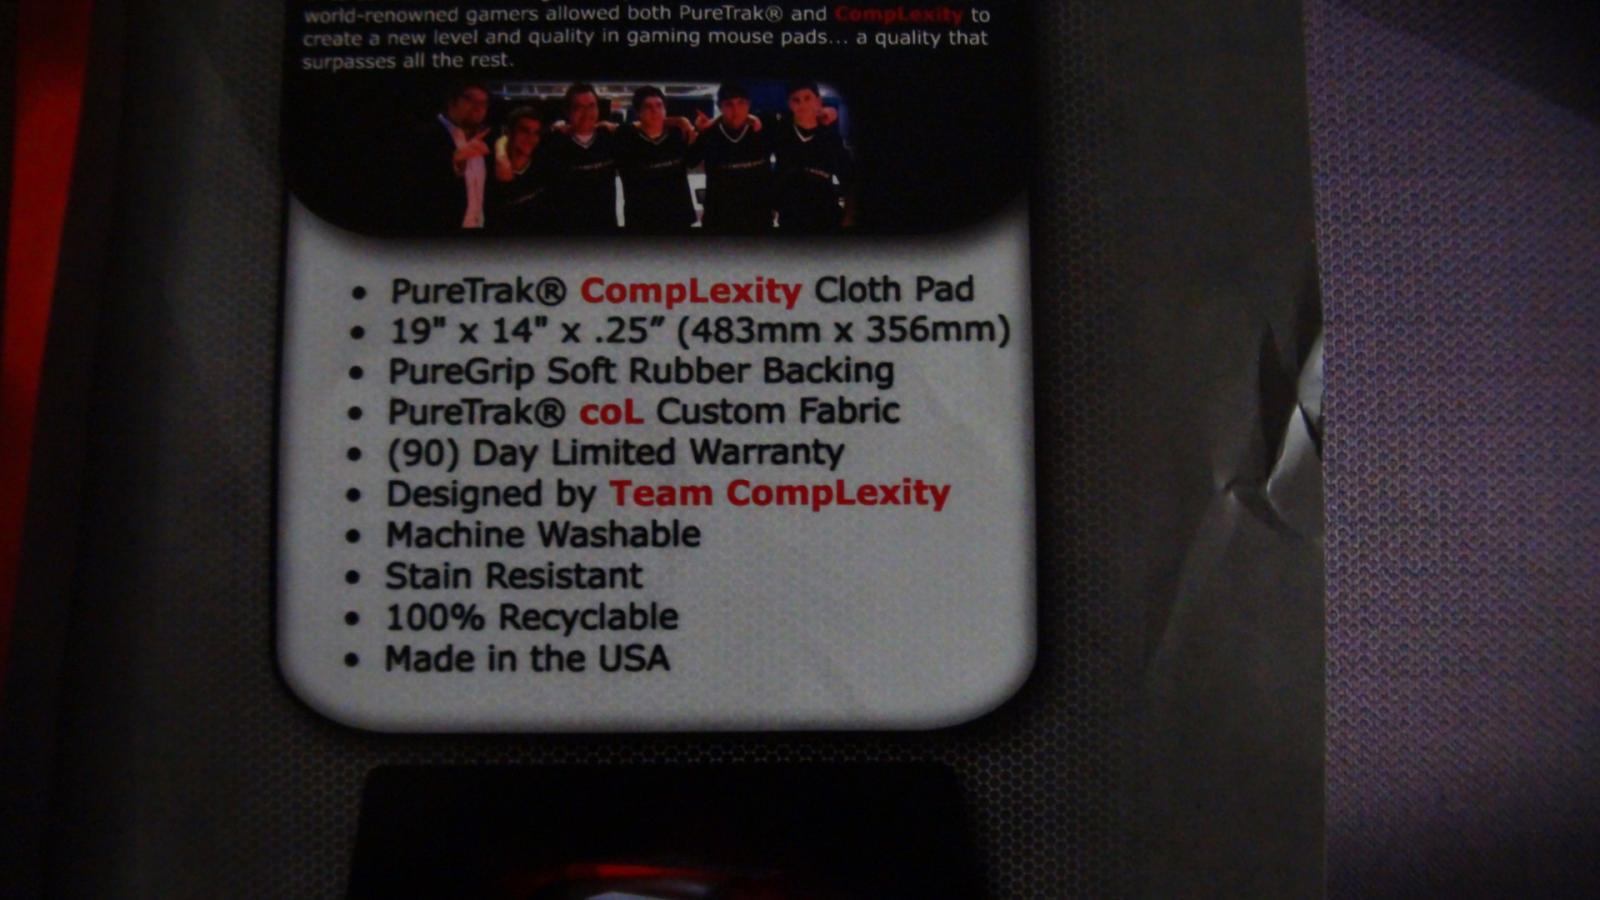 world-renowned gamers allowed both PureTrak® and CompLexity to
create a new level and quality in gaming mouse pads... a quality that
surpasses all the rest.
• PureTrak® CompLexity Cloth Pad
• 19" x 14" x .25” (483mm x 356mm)
• PureGrip Soft Rubber Backing
• PureTrak® coL Custom Fabric
• (90) Day Limited Warranty
• Designed by Team CompLexity
• Machine Washable
• Stain Resistant
• 100% Recyclable
• Made in the USA